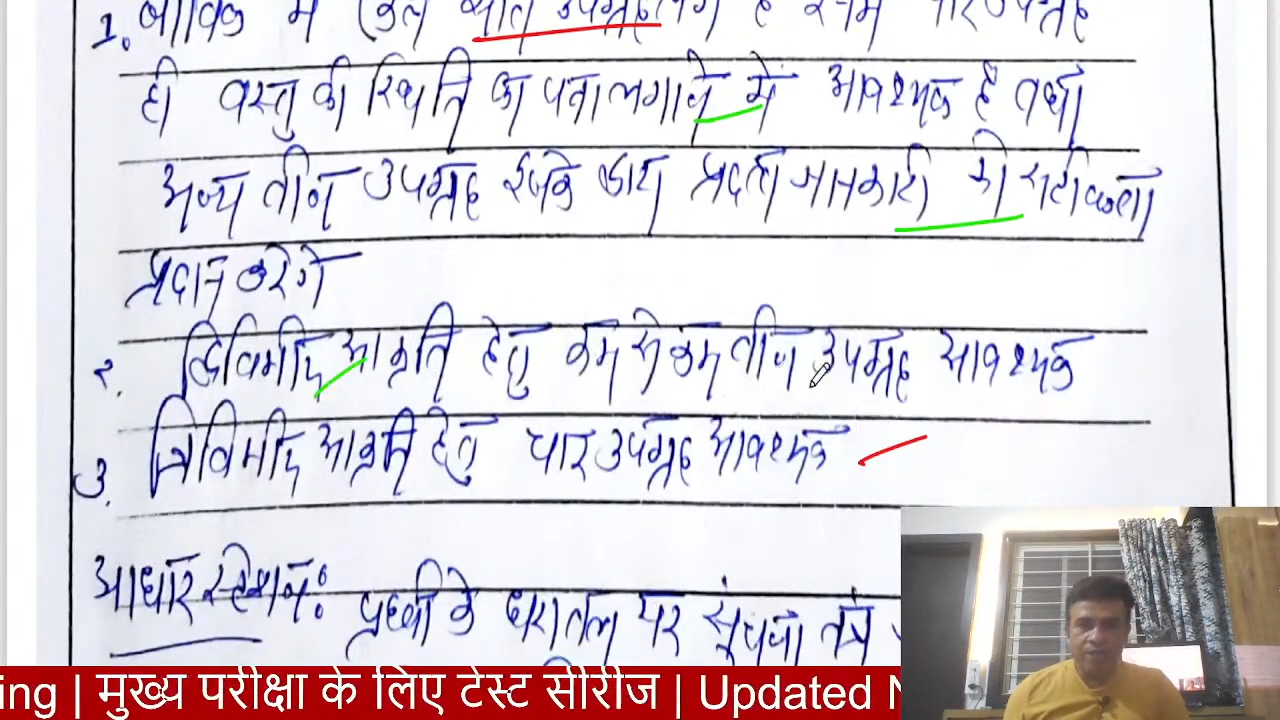 1. नाविक में कुल सात उपग्रह लगे है इसमें चार उपग्रह
ही वस्तु की स्थिति का पता लगाने में आवश्यक है तथा
अन्य तीन उपग्रह इनके द्वारा प्रदत्त जानकारी को सटीकता
प्रदान करेंगे
2. द्विविमीय आकृति हेतु कम से कम तीन उपग्रह आवश्यक
3. त्रिविमीय आकृति हेतु चार उपग्रह आवश्यक
आधार स्टेशन: पृथ्वी के धरातल पर सूचना तंत्र
ing | मुख्य परीक्षा के लिए टेस्ट सीरीज | Updated N